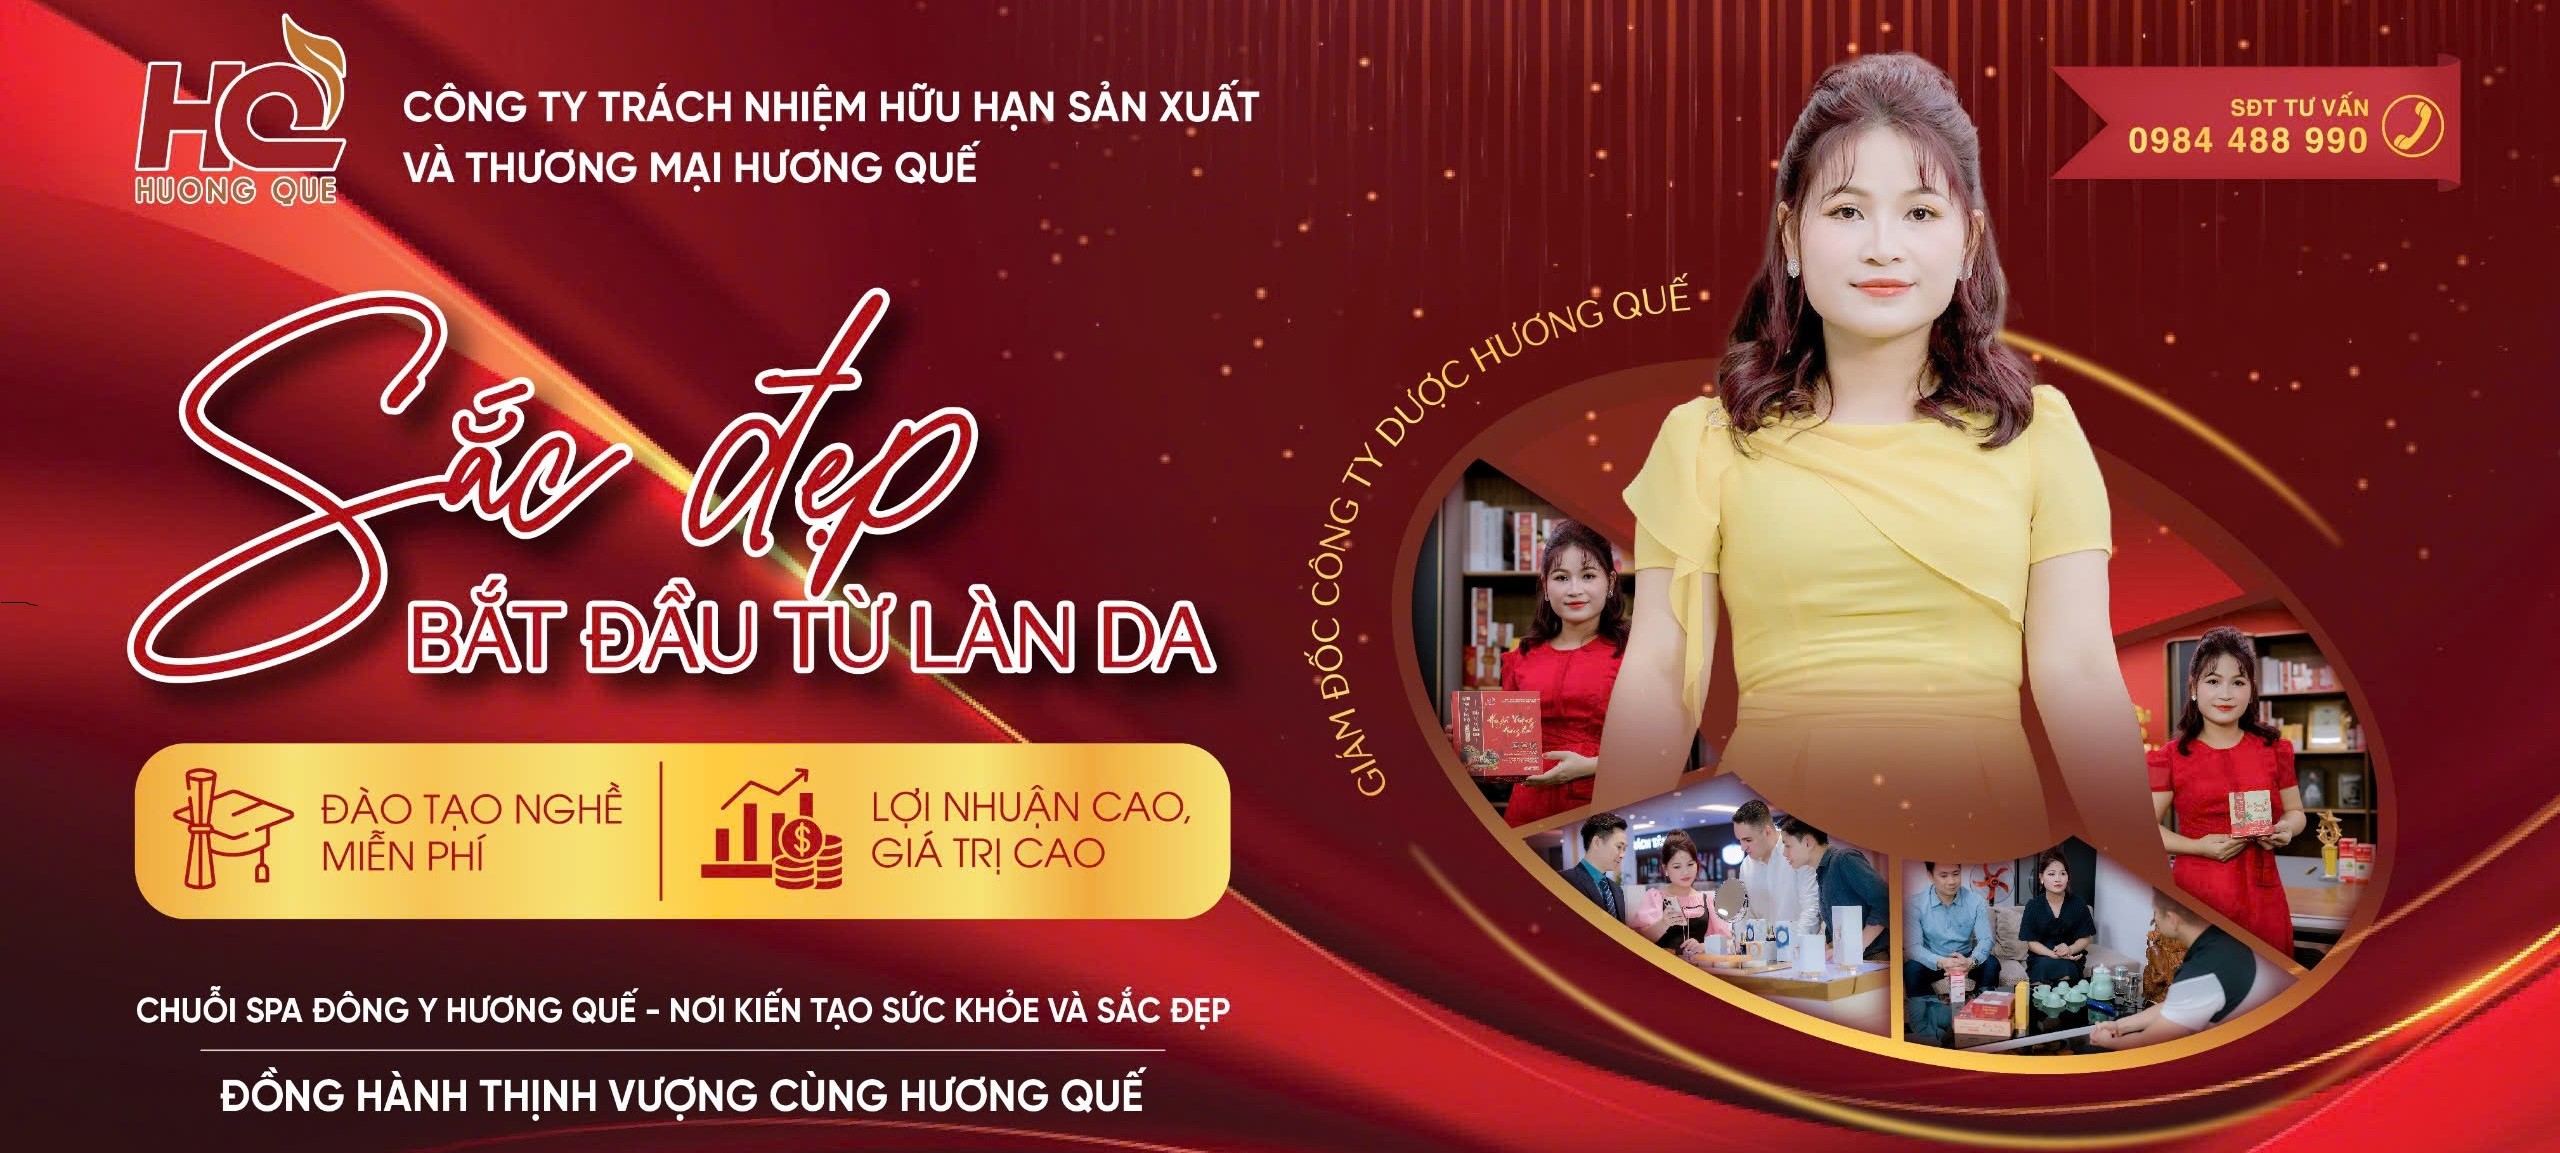 HQ
HUONG QUE
CÔNG TY TRÁCH NHIỆM HỮU HẠN SẢN XUẤT
VÀ THƯƠNG MẠI HƯƠNG QUẾ
SĐT TƯ VẤN
0984 488 990
Sắc đẹp
BẮT ĐẦU TỪ LÀN DA
GIÁM ĐỐC CÔNG TY DƯỢC HƯƠNG QUẾ
ĐÀO TẠO NGHỀ
MIỄN PHÍ
LỢI NHUẬN CAO,
GIÁ TRỊ CAO
CHUỖI SPA ĐÔNG Y HƯƠNG QUẾ - NƠI KIẾN TẠO SỨC KHỎE VÀ SẮC ĐẸP
ĐỒNG HÀNH THỊNH VƯỢNG CÙNG HƯƠNG QUẾ